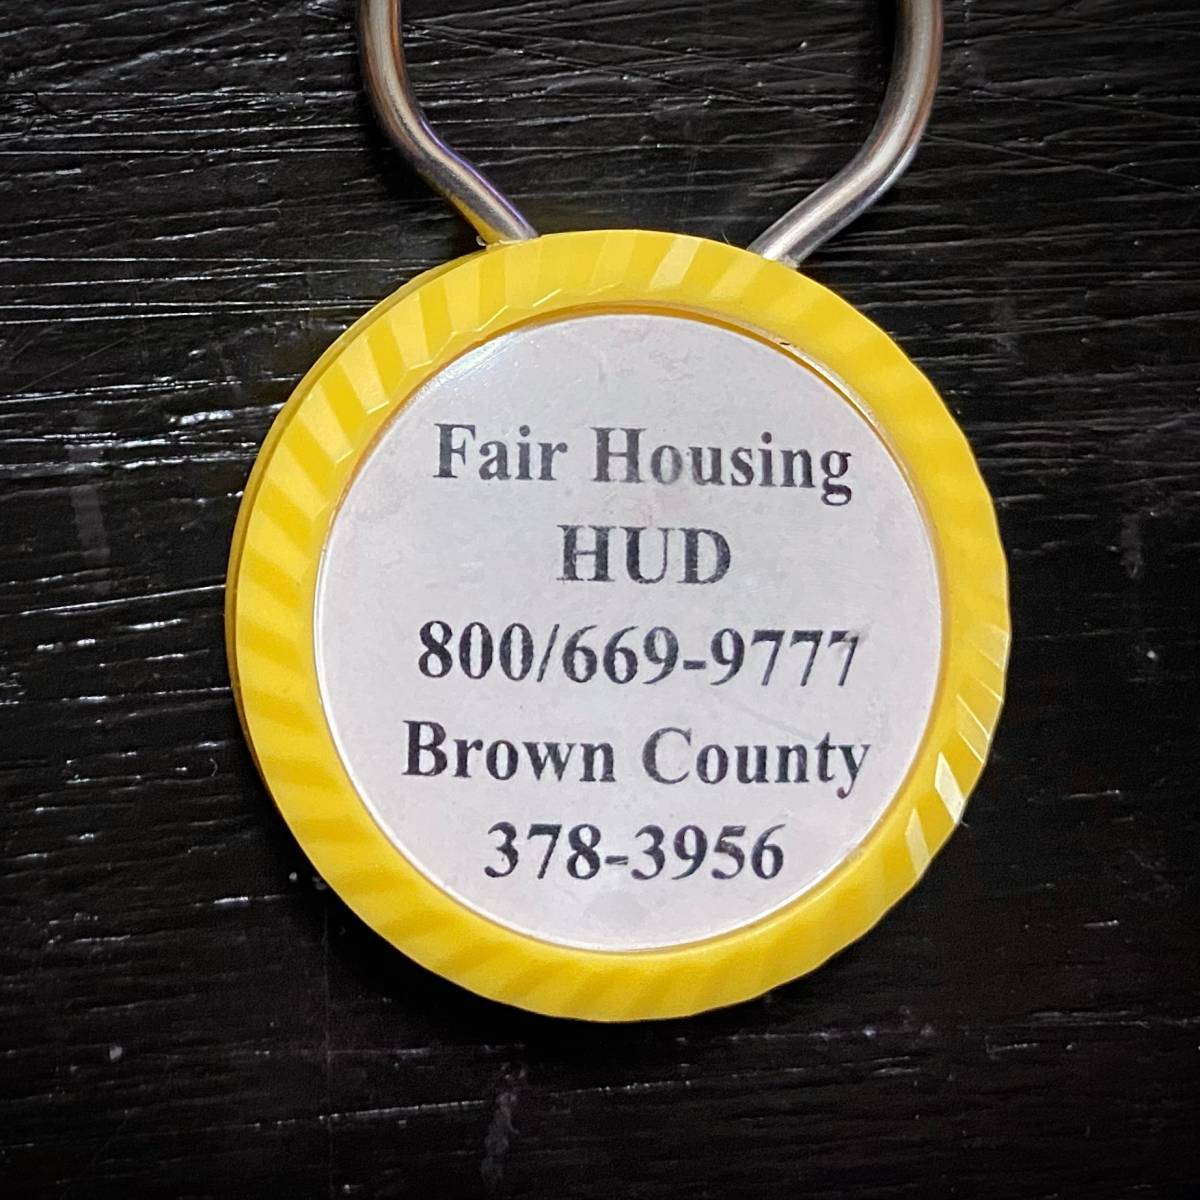 Fair Housing
HUD
800/669-9777
Brown County
378-3956